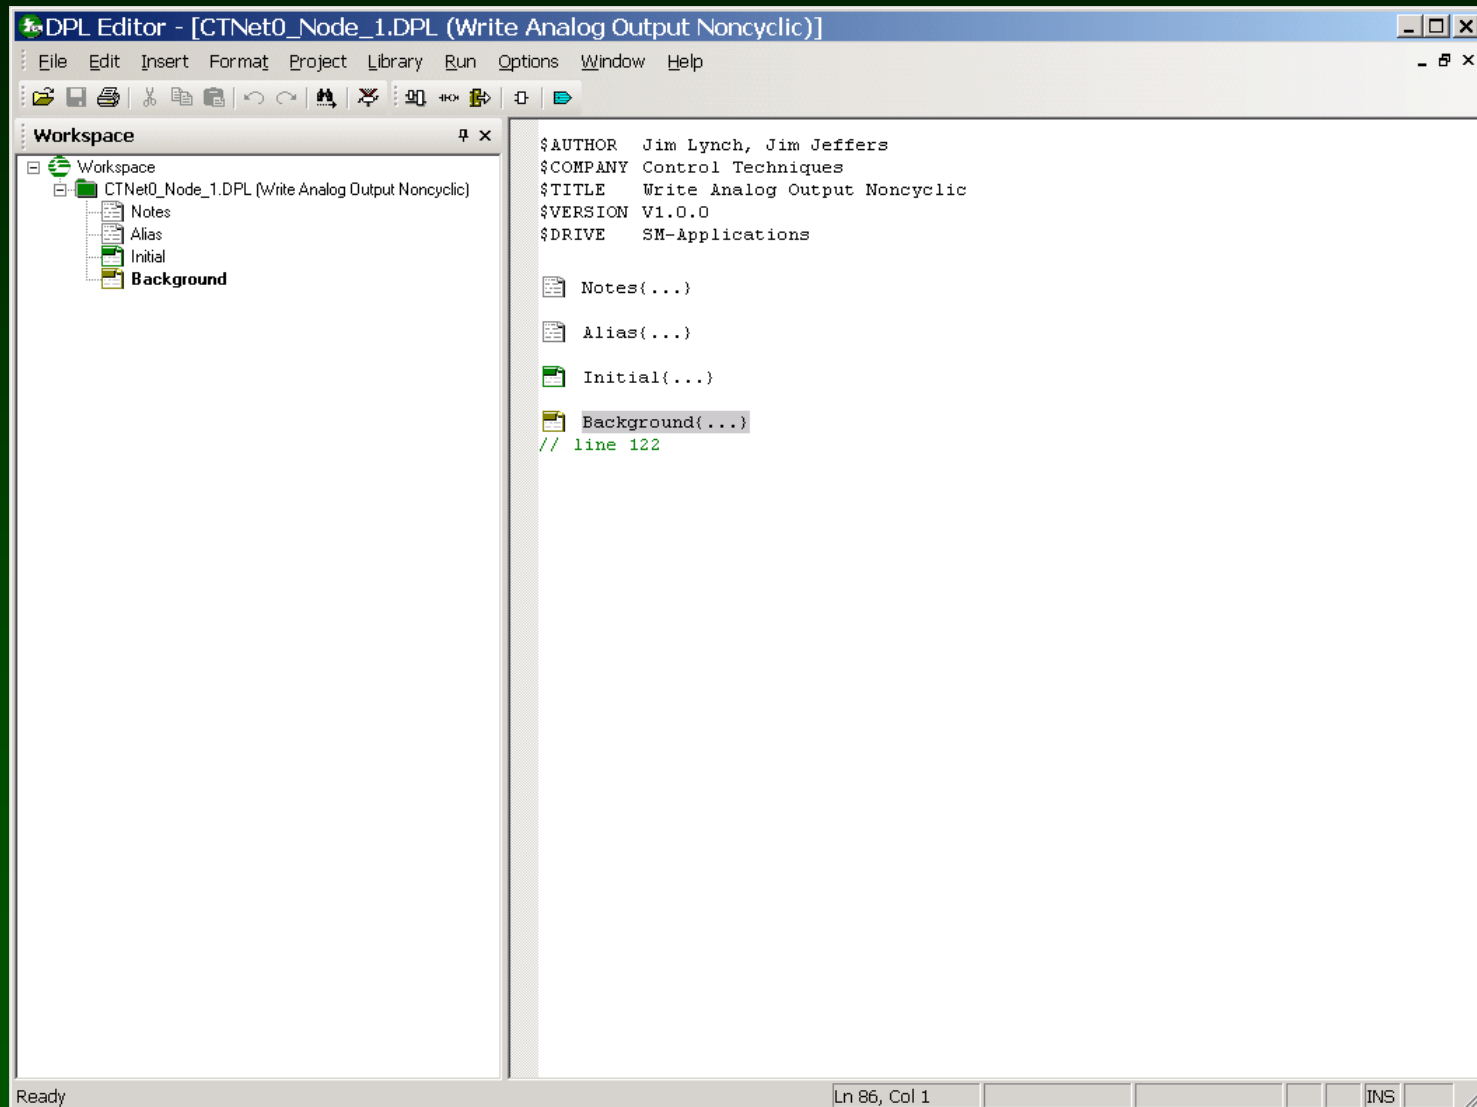 DPL Editor - [CTNet0_Node_1.DPL (Write Analog Output Noncyclic)]
File Edit Insert Format Project Library Run Options Window Help
Workspace
Workspace
CTNet0_Node_1.DPL (Write Analog Output Noncyclic)
Notes
Alias
Initial
Background
$AUTHOR Jim Lynch, Jim Jeffers
$COMPANY Control Techniques
$TITLE Write Analog Output Noncyclic
$VERSION V1.0.0
$DRIVE SM-Applications
Notes{...}
Alias{...}
Initial{...}
Background{...}
// line 122
Ready Ln 86, Col 1 INS